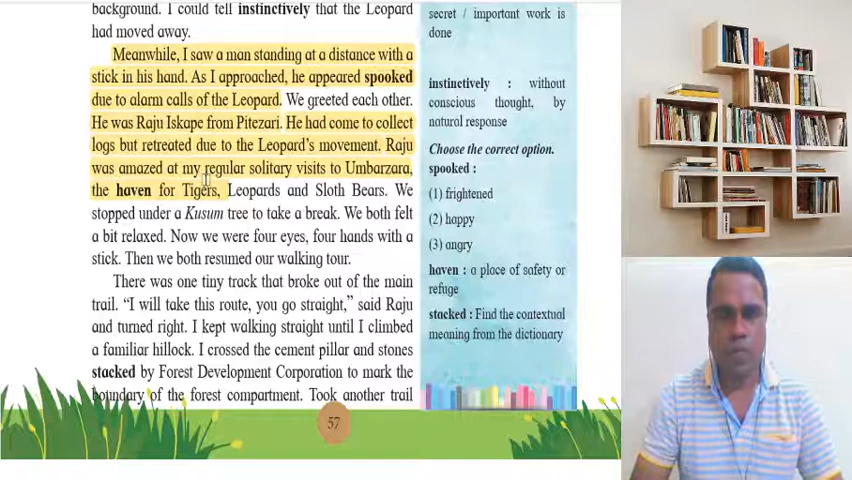 background. I could tell instinctively that the Leopard
had moved away.
Meanwhile, I saw a man standing at a distance with a
stick in his hand. As I approached, he appeared spooked
due to alarm calls of the Leopard. We greeted each other.
He was Raju Iskape from Pitezari. He had come to collect
logs but retreated due to the Leopard's movement. Raju
was amazed at my regular solitary visits to Umbarzara,
the haven for Tigers, Leopards and Sloth Bears. We
stopped under a Kusum tree to take a break. We both felt
a bit relaxed. Now we were four eyes, four hands with a
stick. Then we both resumed our walking tour.
There was one tiny track that broke out of the main
trail. “I will take this route, you go straight,” said Raju
and turned right. I kept walking straight until I climbed
a familiar hillock. I crossed the cement pillar and stones
stacked by Forest Development Corporation to mark the
boundary of the forest compartment. Took another trail
secret / important work is
done
instinctively : without
conscious thought, by
natural response
Choose the correct option.
spooked :
(1) frightened
(2) happy
(3) angry
haven : a place of safety or
refuge
stacked : Find the contextual
meaning from the dictionary
57